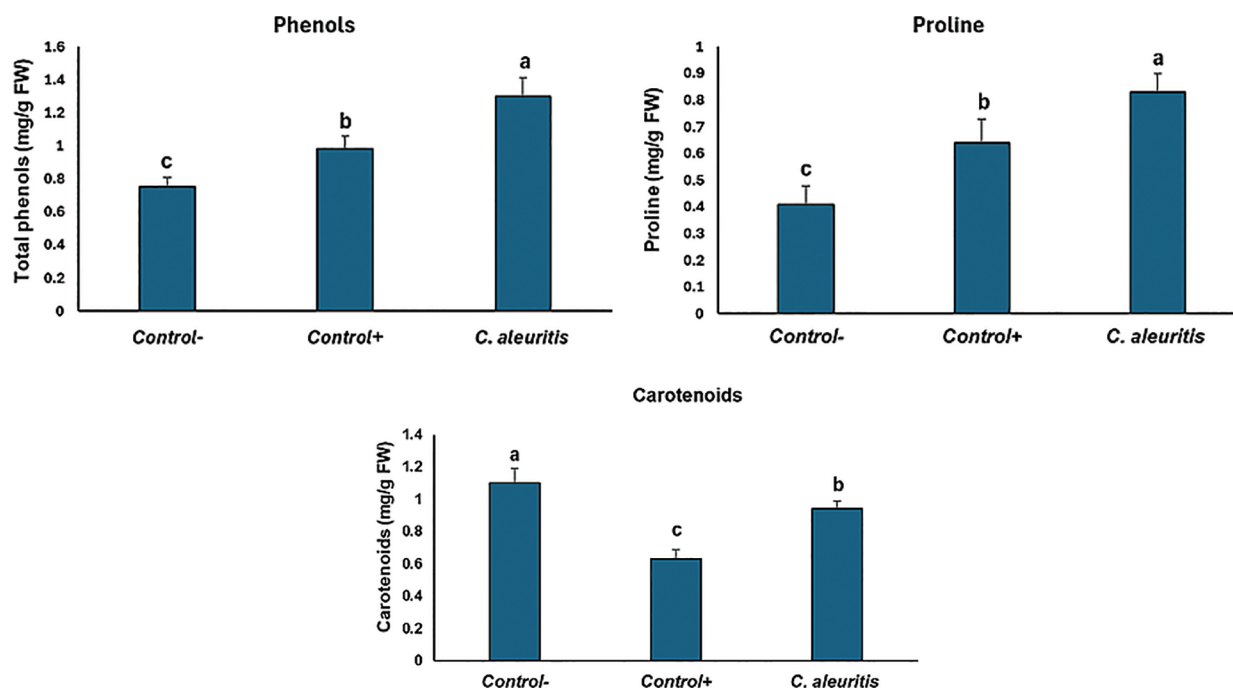 Phenols
Total phenols (mg/g FW)
1.6
1.4
1.2
1
0.8
0.6
0.4
0.2
0
c
b
a
Control-
Control+
C. aleuritis
Proline
Proline (mg/g FW)
1
0.9
0.8
0.7
0.6
0.5
0.4
0.3
0.2
0.1
0
c
b
a
Control-
Control+
C. aleuritis
Carotenoids
Carotenoids (mg/g FW)
1.4
1.2
1
0.8
0.6
0.4
0.2
0
a
c
b
Control-
Control+
C. aleuritis